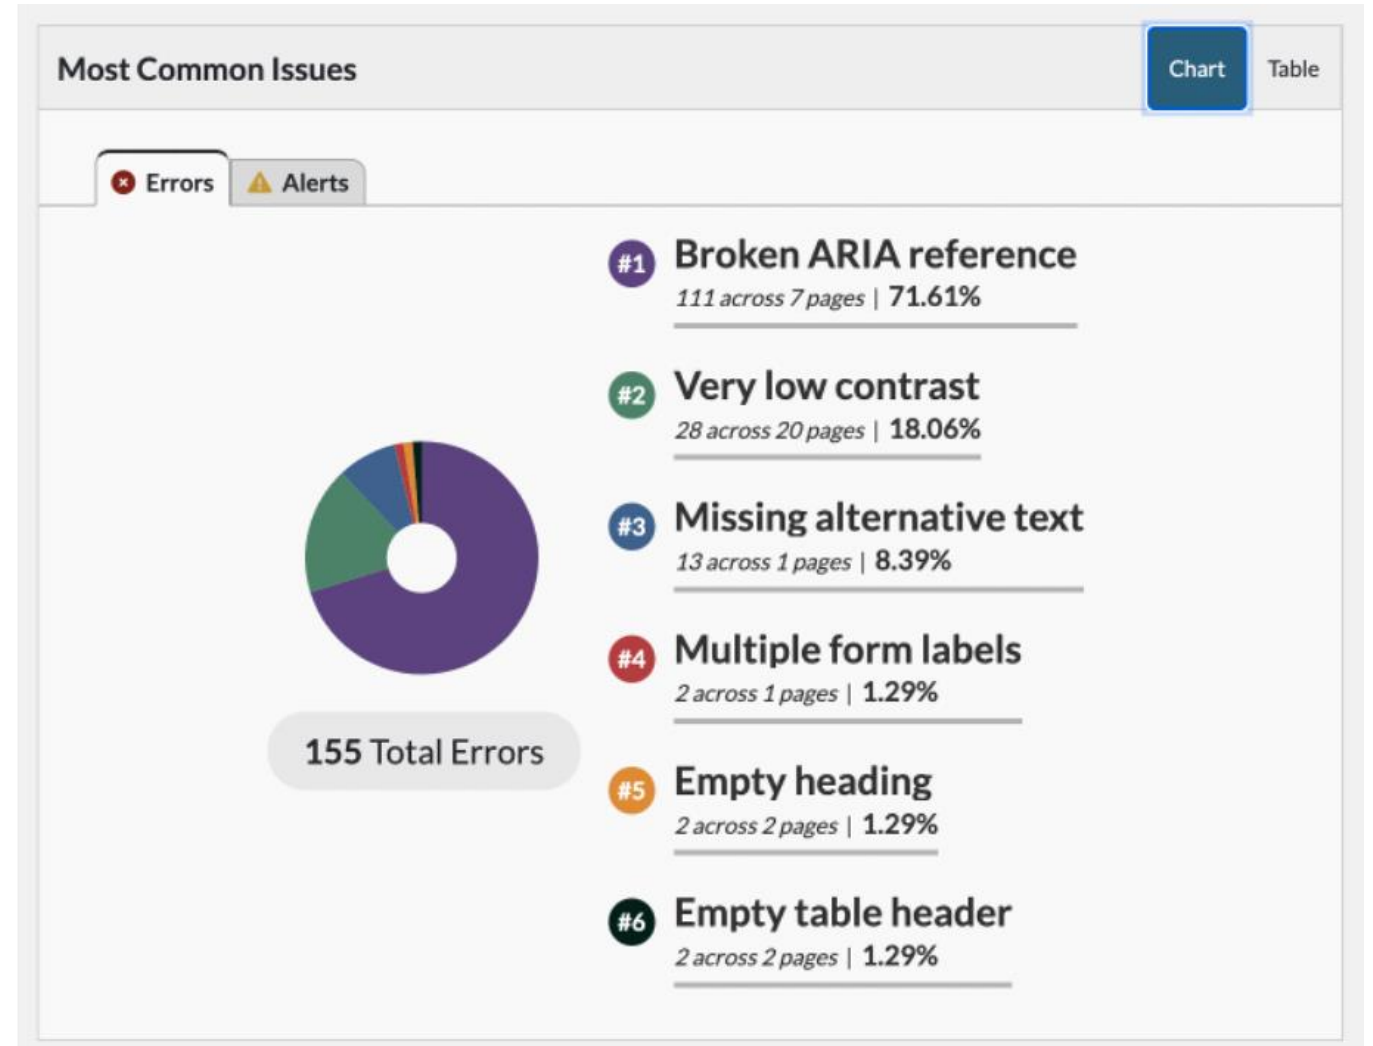 Most Common Issues
Chart
Table
Errors
Alerts
#1
Broken ARIA reference
111 across 7 pages | 71.61%
#2
Very low contrast
28 across 20 pages | 18.06%
#3
Missing alternative text
13 across 1 pages | 8.39%
#4
Multiple form labels
2 across 1 pages | 1.29%
155 Total Errors
#5
Empty heading
2 across 2 pages | 1.29%
#6
Empty table header
2 across 2 pages | 1.29%